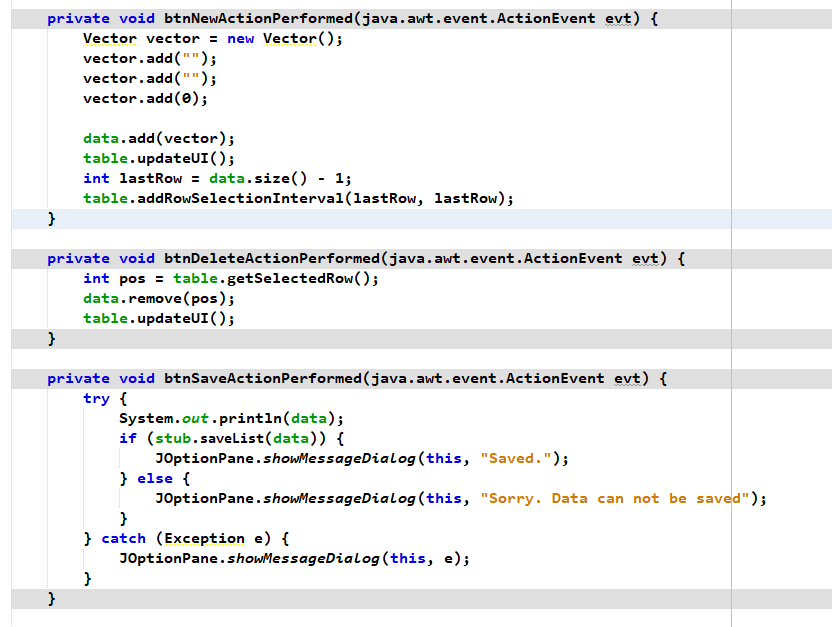 private void btnNewActionPerformed(java.awt.event.ActionEvent evt) {
    Vector vector = new Vector();
    vector.add("");
    vector.add("");
    vector.add(0);

    data.add(vector);
    table.updateUI();
    int lastRow = data.size() - 1;
    table.addRowSelectionInterval(lastRow, lastRow);
}

private void btnDeleteActionPerformed(java.awt.event.ActionEvent evt) {
    int pos = table.getSelectedRow();
    data.remove(pos);
    table.updateUI();
}

private void btnSaveActionPerformed(java.awt.event.ActionEvent evt) {
    try {
        System.out.println(data);
        if (stub.saveList(data)) {
            JOptionPane.showMessageDialog(this, "Saved.");
        } else {
            JOptionPane.showMessageDialog(this, "Sorry. Data can not be saved");
        }
    } catch (Exception e) {
        JOptionPane.showMessageDialog(this, e);
    }
}